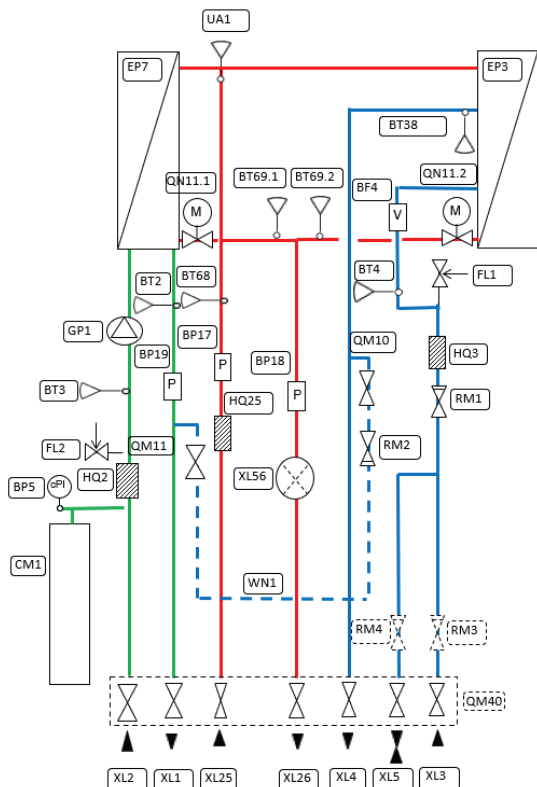 UA1
EP7
EP3
BT38
QN11.1
BT69.1
BT69.2
BF4
QN11.2
M
V
M
BT2
BT68
BT4
FL1
GP1
BP17
BP19
BP18
QM10
HQ3
P
P
P
BT3
HQ25
RM1
FL2
QM11
RM2
BP5
cPI
HQ2
XL56
CM1
WN1
RM4
RM3
QM40
XL2
XL1
XL25
XL26
XL4
XL5
XL3